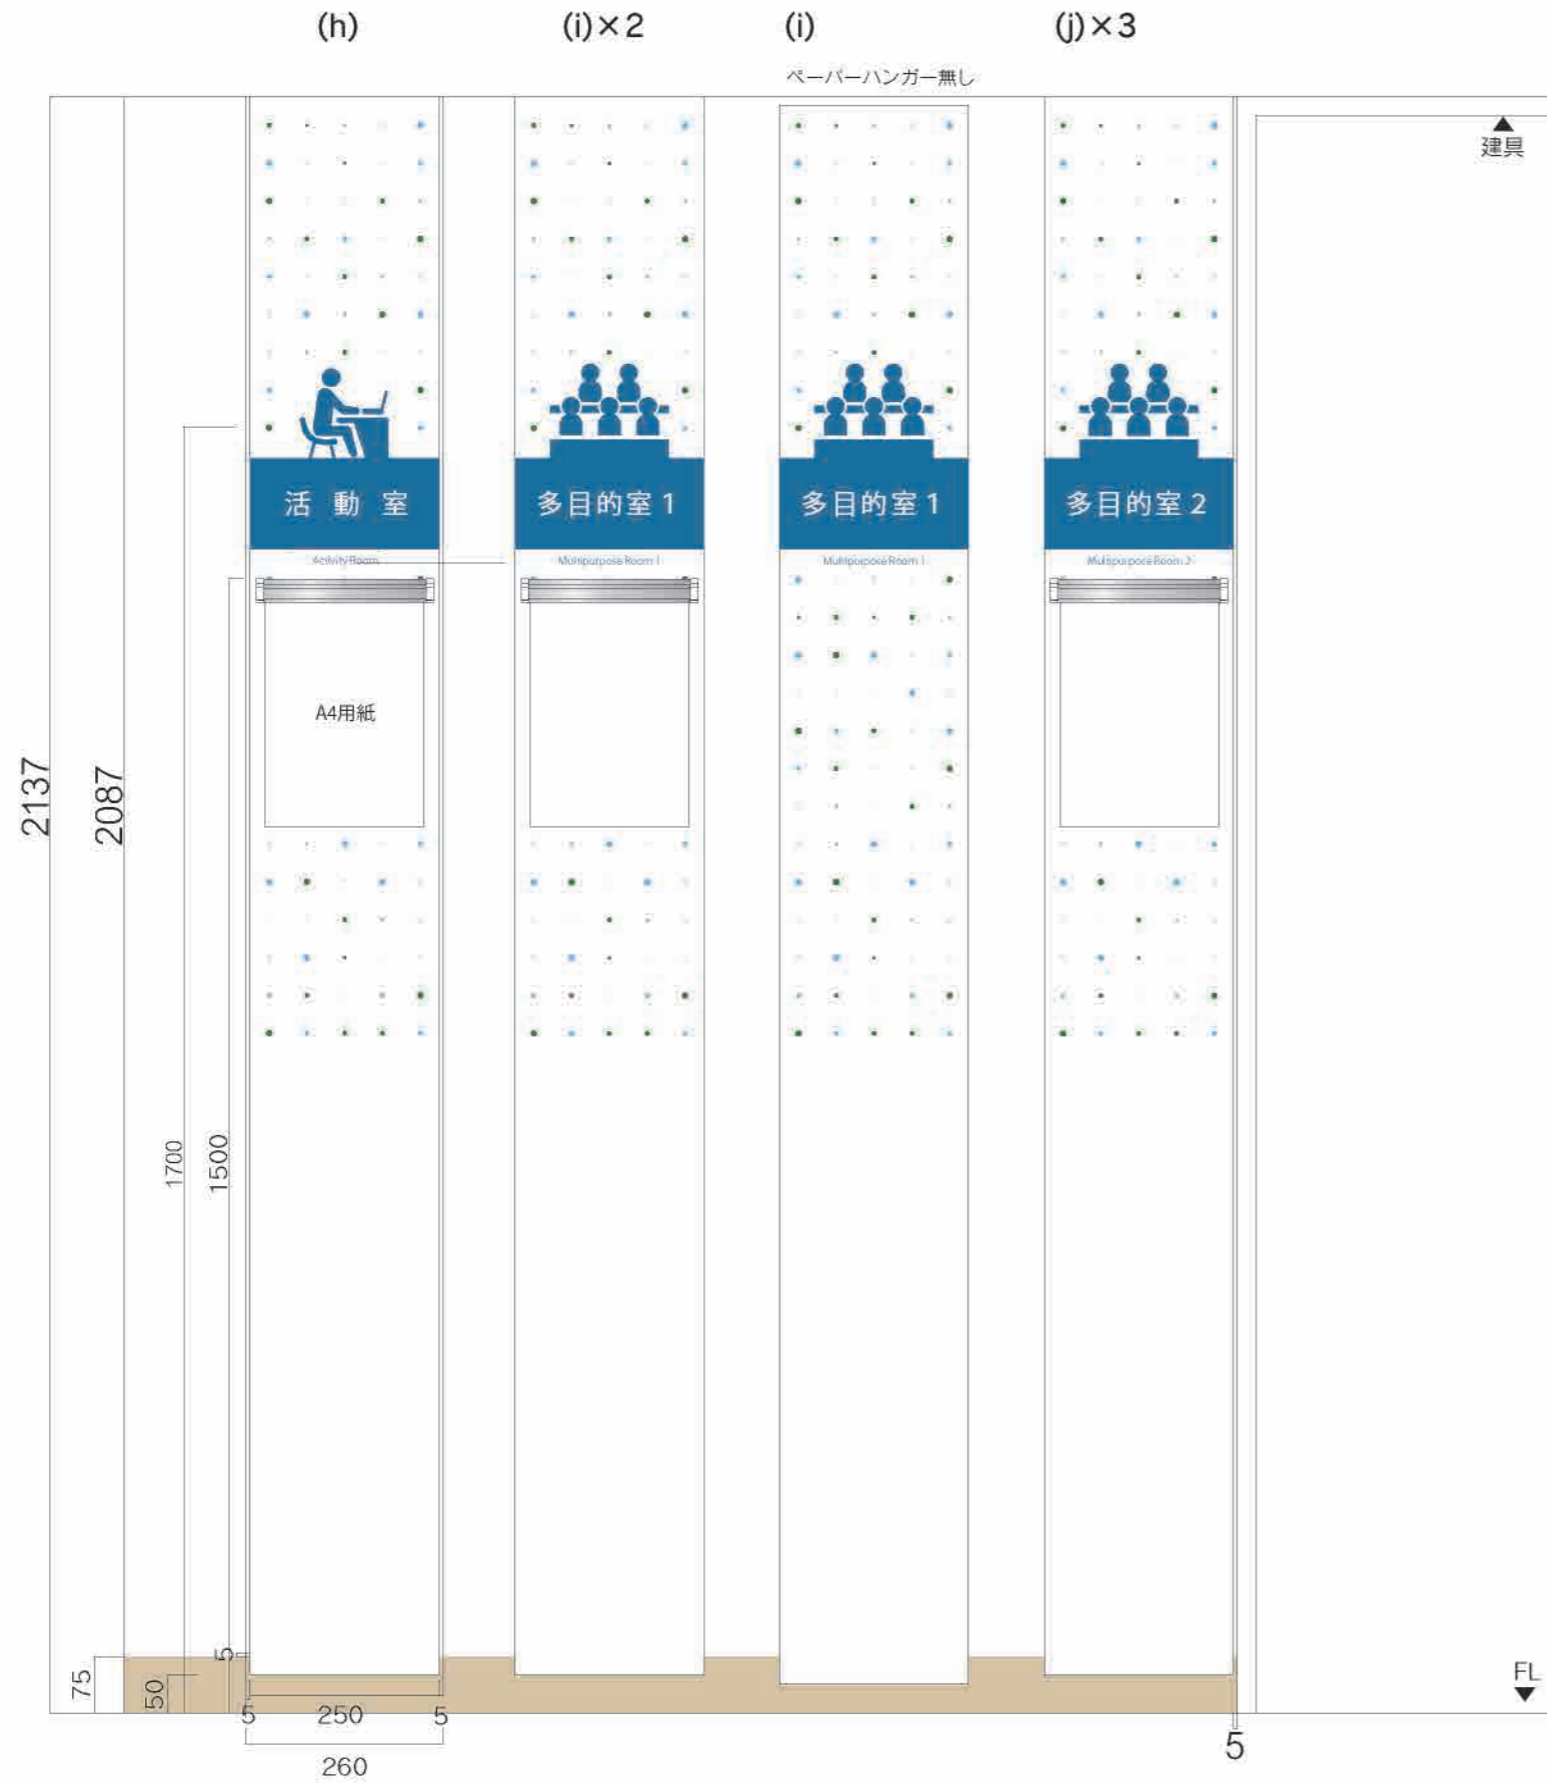 (h)
(i)×2
(i)
(j)×3
ペーパーハンガー無し
建具
活動室
多目的室1
多目的室1
多目的室2
Activity Room
Multipurpose Room 1
Multipurpose Room 1
Multipurpose Room 2
A4用紙
2137
2087
1700
1500
75
50
5
5
250
5
260
5
FL